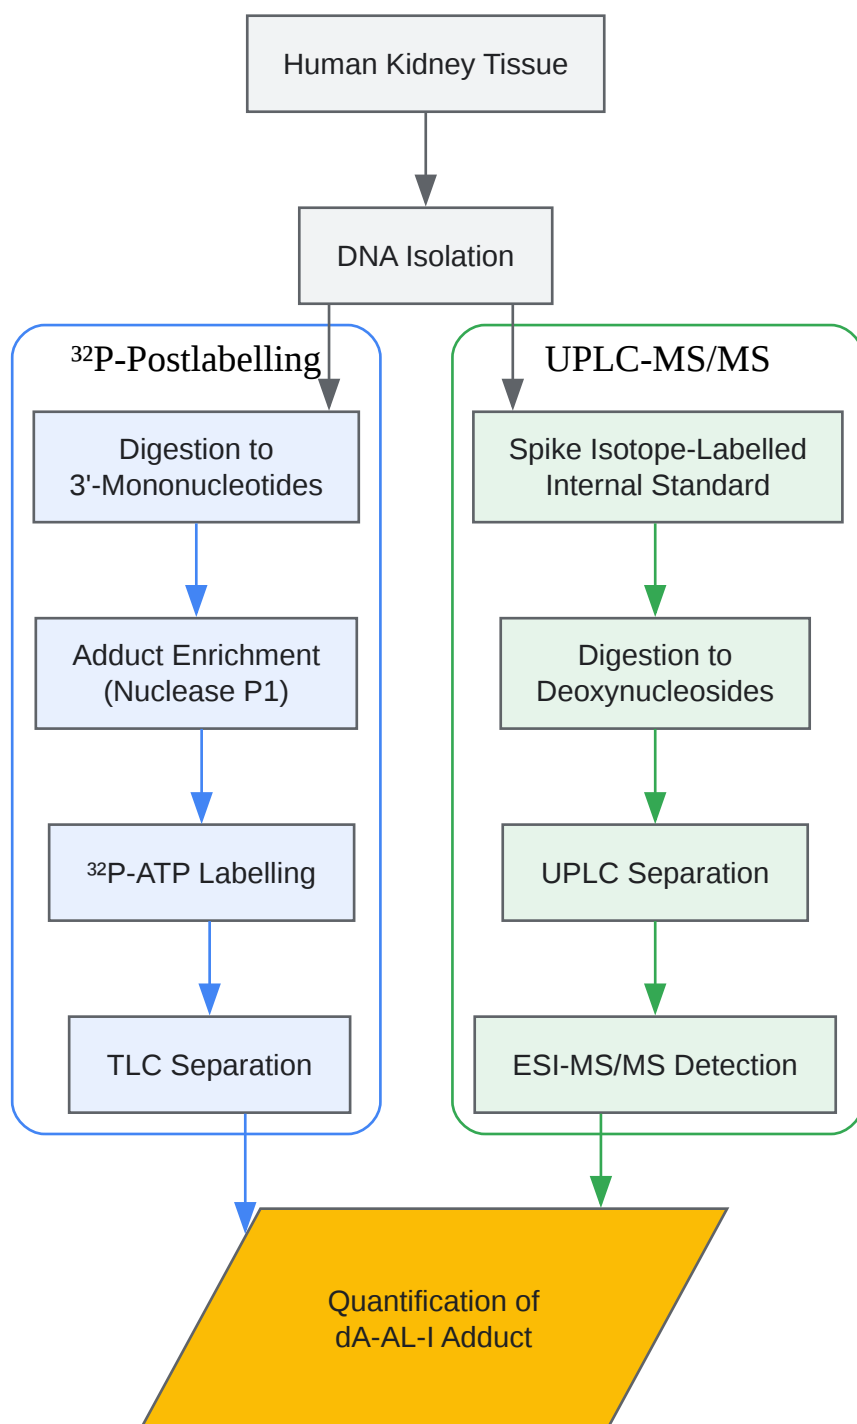 Human Kidney Tissue
DNA Isolation
³²P-Postlabelling
Digestion to
3'-Mononucleotides
Adduct Enrichment
(Nuclease P1)
³²P-ATP Labelling
TLC Separation
UPLC-MS/MS
Spike Isotope-Labelled
Internal Standard
Digestion to
Deoxynucleosides
UPLC Separation
ESI-MS/MS Detection
Quantification of
dA-AL-I Adduct